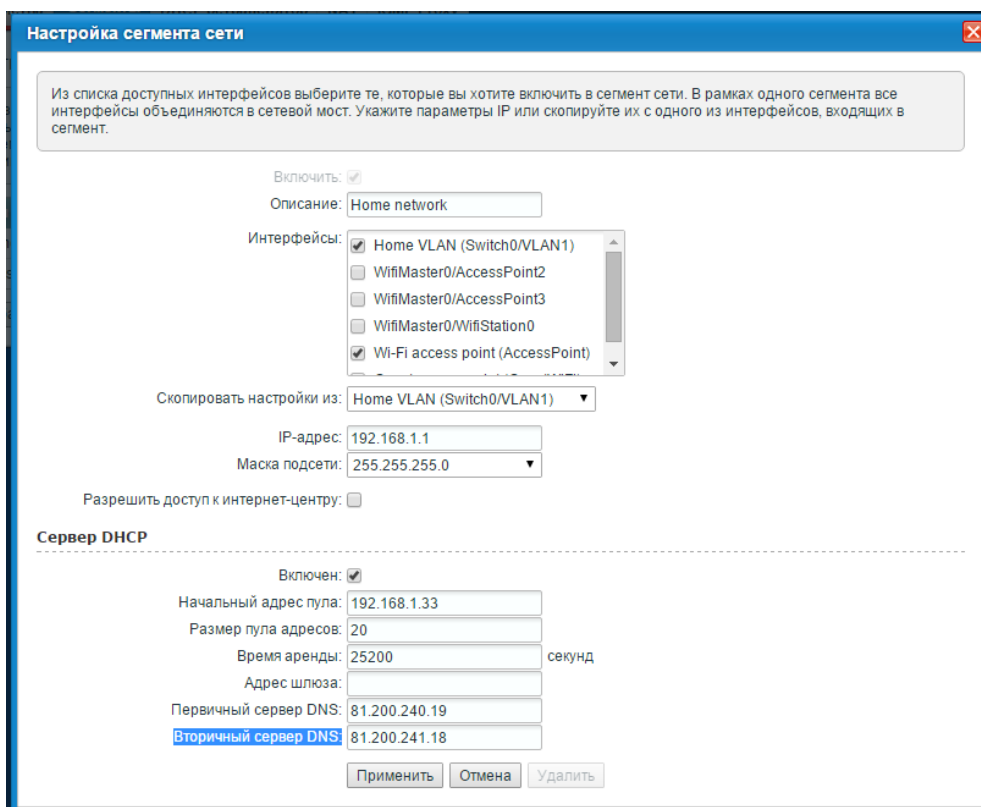 Настройка сегмента сети
Из списка доступных интерфейсов выберите те, которые вы хотите включить в сегмент сети. В рамках одного сегмента все
интерфейсы объединяются в сетевой мост. Укажите параметры IP или скопируйте их с одного из интерфейсов, входящих в
сегмент.
Включить:
Описание: Home network
Интерфейсы: Home VLAN (Switch0/VLAN1)
WifiMaster0/AccessPoint2
WifiMaster0/AccessPoint3
WifiMaster0/WifiStation0
Wi-Fi access point (AccessPoint)
Скопировать настройки из: Home VLAN (Switch0/VLAN1)
IP-адрес: 192.168.1.1
Маска подсети: 255.255.255.0
Разрешить доступ к интернет-центру:
Сервер DHCP
Включен:
Начальный адрес пула: 192.168.1.33
Размер пула адресов: 20
Время аренды: 25200 секунд
Адрес шлюза:
Первичный сервер DNS: 81.200.240.19
Вторичный сервер DNS: 81.200.241.18
Применить Отмена Удалить